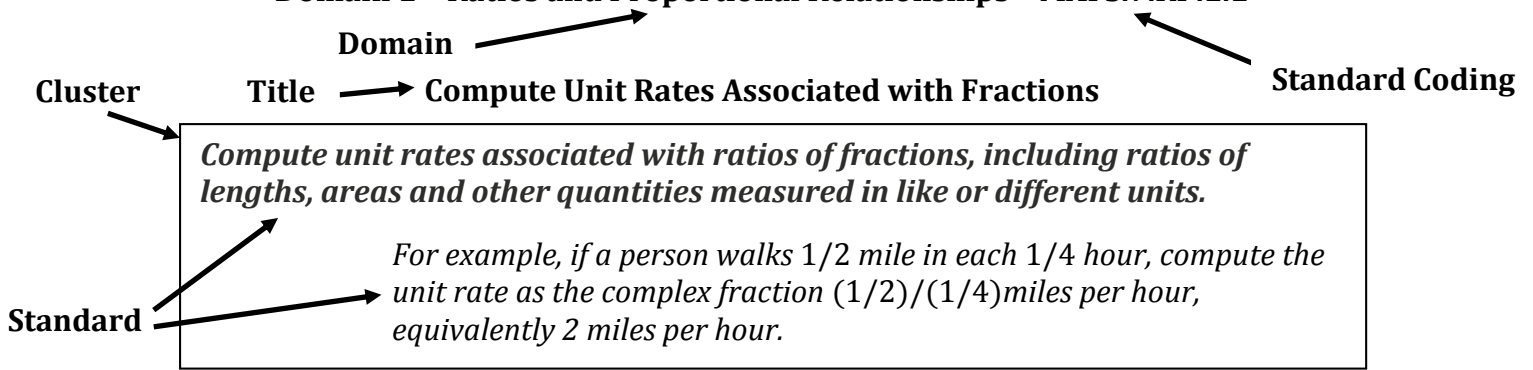 Domain
Cluster
Title
Compute Unit Rates Associated with Fractions
Standard Coding
Compute unit rates associated with ratios of fractions, including ratios of
lengths, areas and other quantities measured in like or different units.
For example, if a person walks 1/2 mile in each 1/4 hour, compute the
unit rate as the complex fraction (1/2)/(1/4)miles per hour,
equivalently 2 miles per hour.
Standard